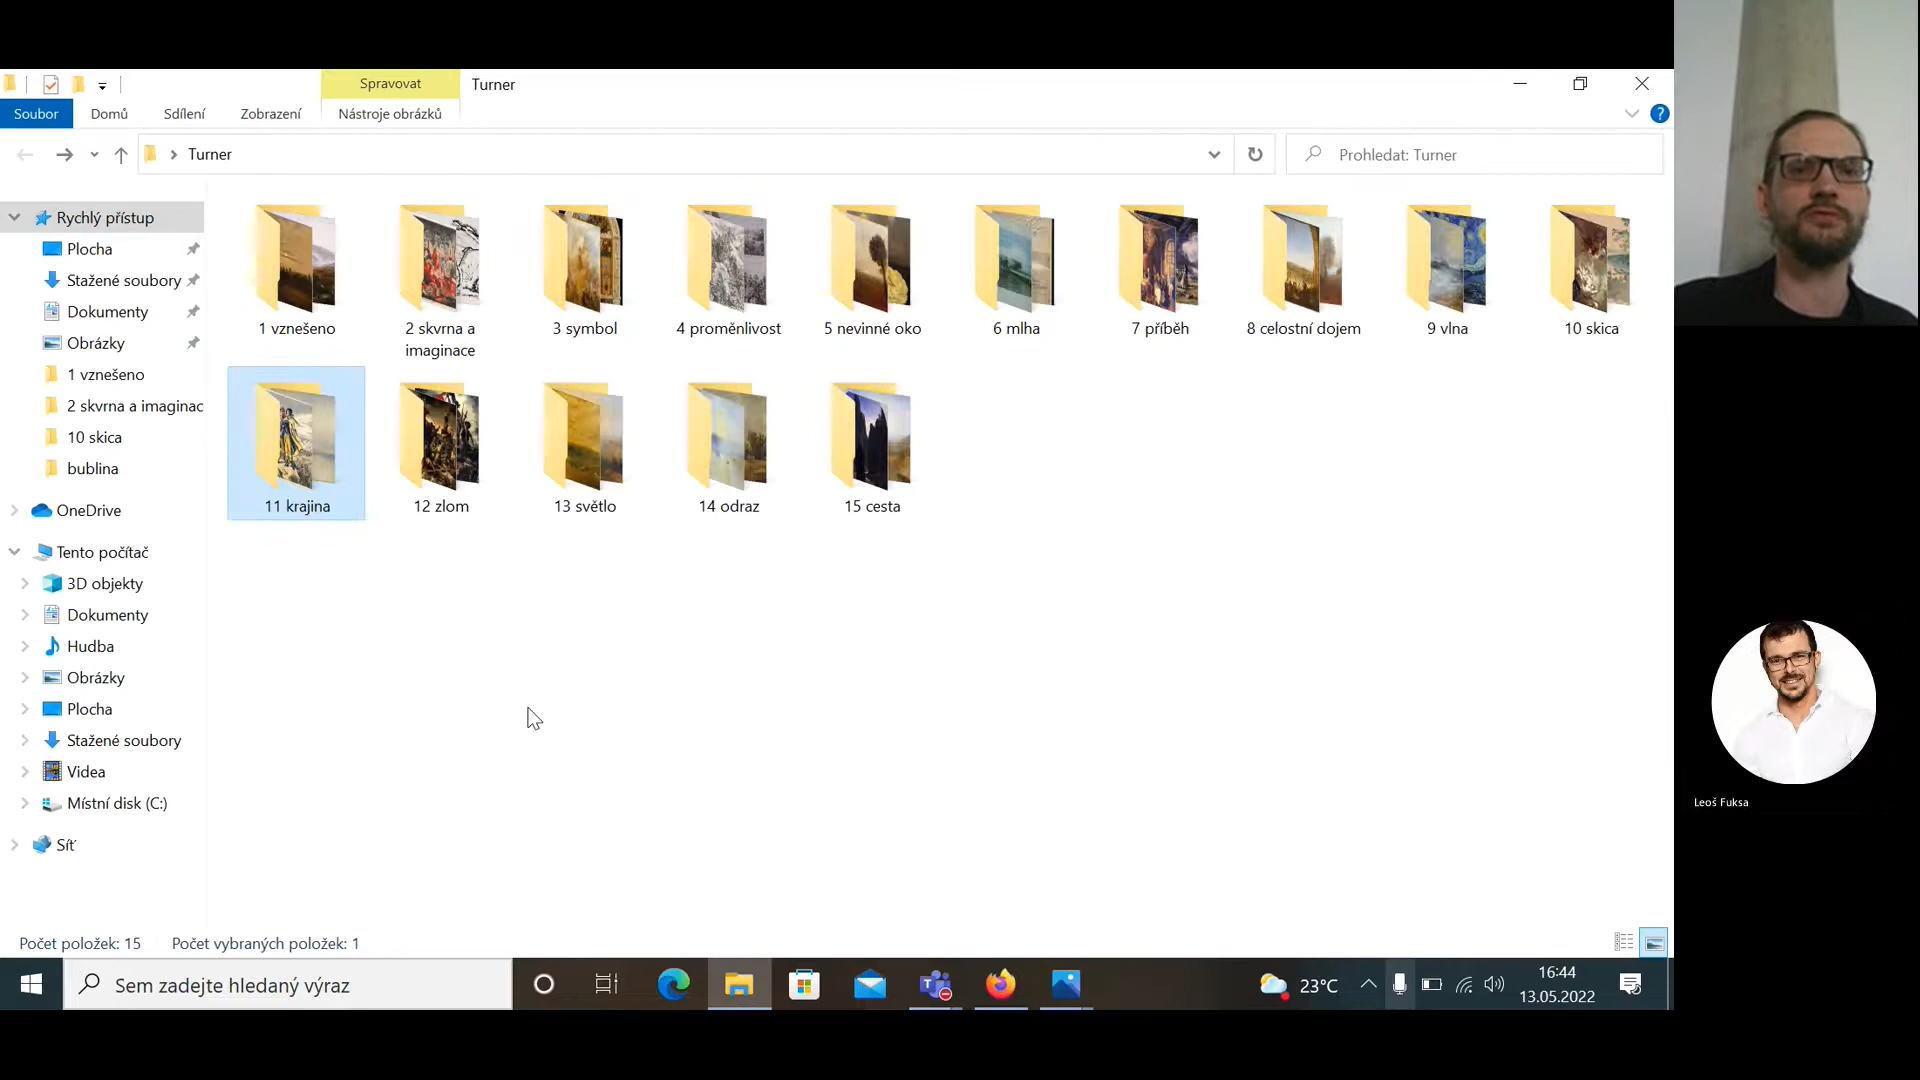 Spravovat
Turner
Soubor
Domů
Sdílení
Zobrazení
Nástroje obrázků
?
Turner
Prohledat: Turner
Rychlý přístup
Plocha
Stažené soubory
Dokumenty
Obrázky
1 vznešeno
2 skvrna a imaginac
10 skica
bublina
OneDrive
Tento počítač
3D objekty
Dokumenty
Hudba
Obrázky
Plocha
Stažené soubory
Videa
Místní disk (C:)
Síť
1 vznešeno
2 skvrna a
imaginace
3 symbol
4 proměnlivost
5 nevinné oko
6 mlha
7 příběh
8 celostní dojem
9 vlna
10 skica
11 krajina
12 zlom
13 světlo
14 odraz
15 cesta
Počet položek: 15
Počet vybraných položek: 1
Sem zadejte hledaný výraz
23°C
16:44
13.05.2022
Leoš Fuksa